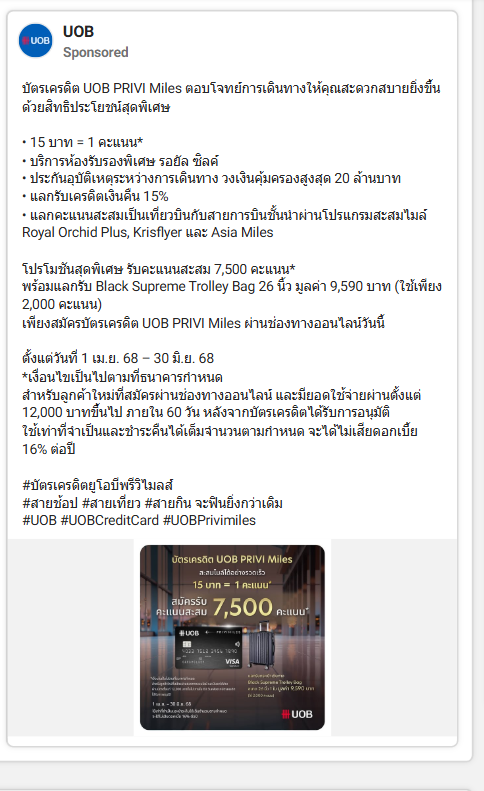 UOB
UOB
Sponsored
บัตรเครดิต UOB PRIVI Miles ตอบโจทย์การเดินทางให้คุณสะดวกสบายยิ่งขึ้น
ด้วยสิทธิประโยชน์สุดพิเศษ
• 15 บาท = 1 คะแนน*
• บริการห้องรับรองพิเศษ รอยัล ซิลค์
• ประกันอุบัติเหตุระหว่างการเดินทาง วงเงินคุ้มครองสูงสุด 20 ล้านบาท
• แลกรับเครดิตเงินคืน 15%
• แลกคะแนนสะสมเป็นเที่ยวบินกับสายการบินชั้นนำผ่านโปรแกรมสะสมไมล์
Royal Orchid Plus, Krisflyer และ Asia Miles
โปรโมชันสุดพิเศษ รับคะแนนสะสม 7,500 คะแนน*
พร้อมแลกรับ Black Supreme Trolley Bag 26 นิ้ว มูลค่า 9,590 บาท (ใช้เพียง
2,000 คะแนน)
เพียงสมัครบัตรเครดิต UOB PRIVI Miles ผ่านช่องทางออนไลน์วันนี้
ตั้งแต่วันที่ 1 เม.ย. 68 – 30 มิ.ย. 68
*เงื่อนไขเป็นไปตามที่ธนาคารกำหนด
สำหรับลูกค้าใหม่ที่สมัครผ่านช่องทางออนไลน์ และมียอดใช้จ่ายผ่านตั้งแต่
12,000 บาทขึ้นไป ภายใน 60 วัน หลังจากบัตรเครดิตได้รับการอนุมัติ
ใช้เท่าที่จำเป็นและชำระคืนได้เต็มจำนวนตามกำหนด จะได้ไม่เสียดอกเบี้ย
16% ต่อปี
#บัตรเครดิตยูโอบีพรีวิไมลส์
#สายช้อป #สายเที่ยว #สายกิน จะฟินยิ่งกว่าเดิม
#UOB #UOBCreditCard #UOBPrivimiles
บัตรเครดิต UOB PRIVI Miles
สะสมไมล์ได้อย่างรวดเร็ว
15 บาท = 1 คะแนน*
สมัครรับ
คะแนนสะสม 7,500 คะแนน*
UOB
VISA
Black Supreme Trolley Bag
UOB